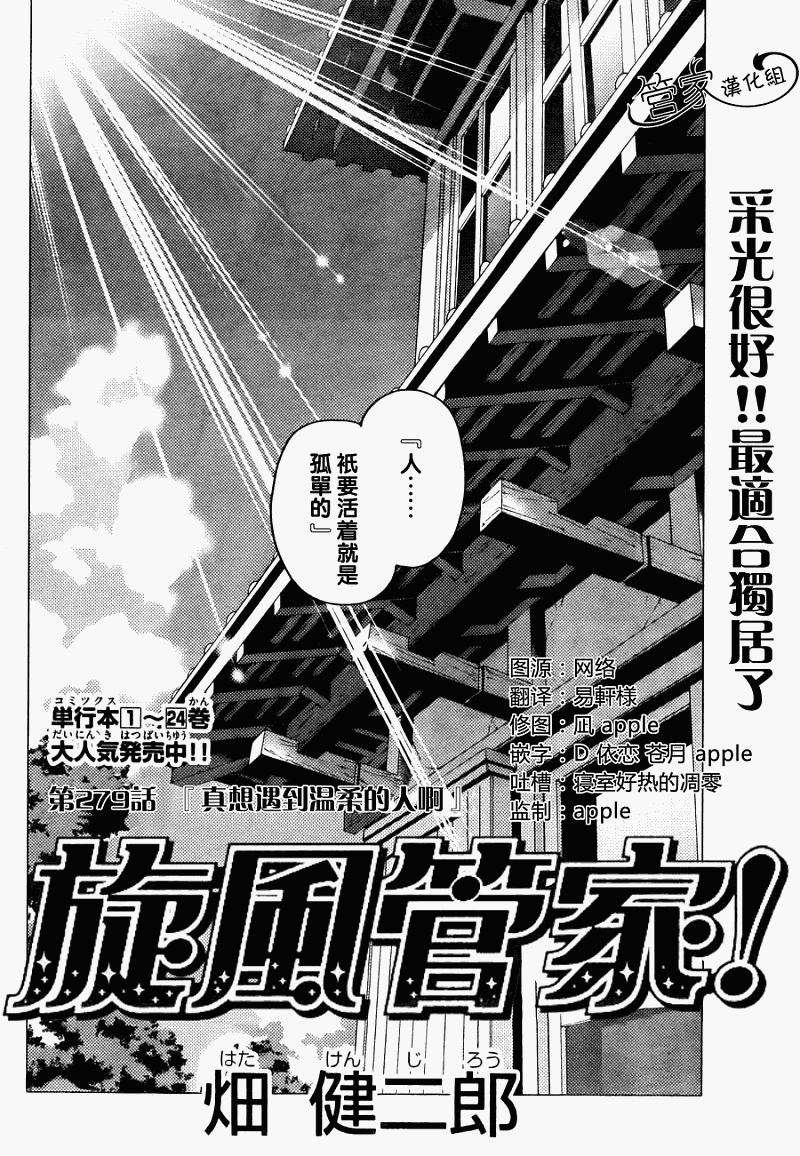 管家漢化組
采光很好!!最適合獨居了
『人……
衹要活着就是
孤單的』
图源：网络
翻译：易軒様
修图：凪 apple
嵌字：D 依恋 苍月 apple
吐槽：寝室好热的凋零
监制：apple
コミックス かん
単行本1～24巻
だいにんき はつばいちゅう
大人気発売中!!
第279話 『真想遇到温柔的人啊』
旋風管家！
はた けん じ ろう
畑 健二郎